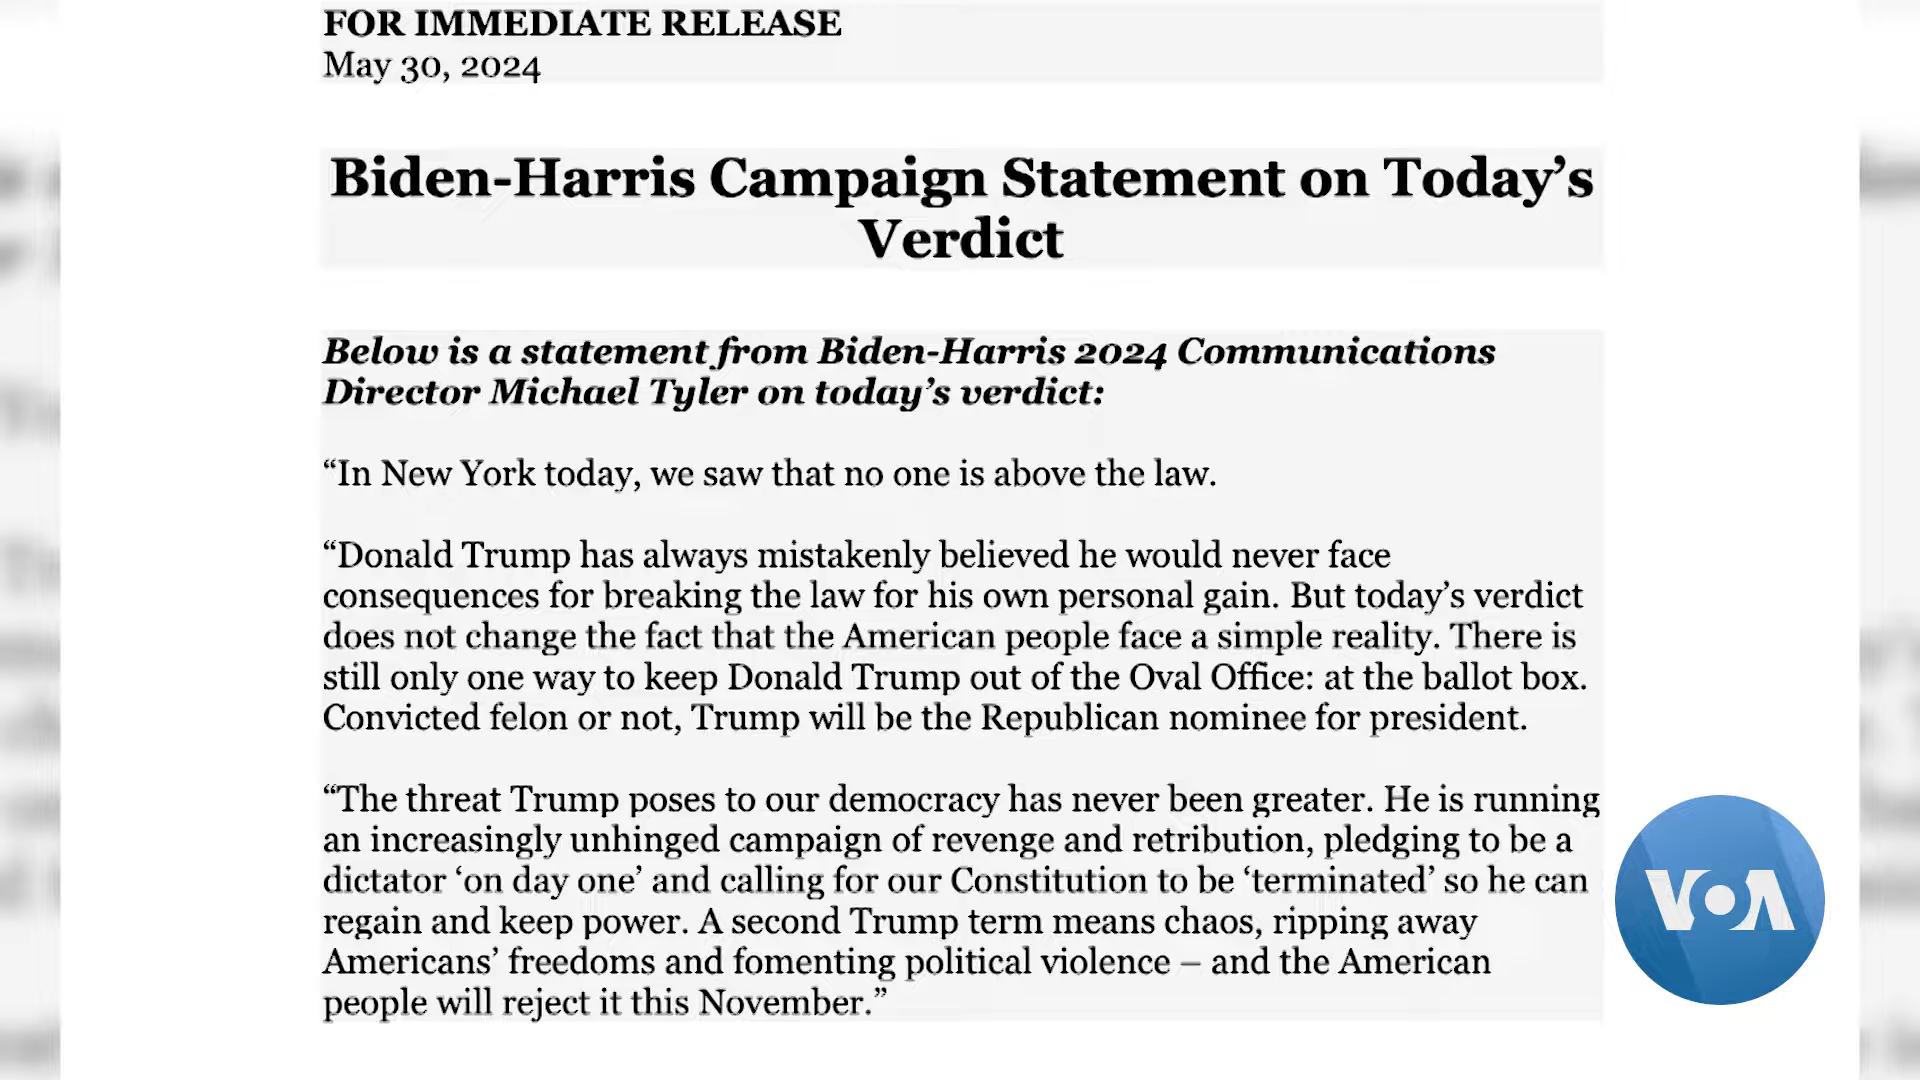 FOR IMMEDIATE RELEASE
May 30, 2024
Biden-Harris Campaign Statement on Today’s
Verdict
Below is a statement from Biden-Harris 2024 Communications
Director Michael Tyler on today’s verdict:
“In New York today, we saw that no one is above the law.
“Donald Trump has always mistakenly believed he would never face
consequences for breaking the law for his own personal gain. But today’s verdict
does not change the fact that the American people face a simple reality. There is
still only one way to keep Donald Trump out of the Oval Office: at the ballot box.
Convicted felon or not, Trump will be the Republican nominee for president.
“The threat Trump poses to our democracy has never been greater. He is running
an increasingly unhinged campaign of revenge and retribution, pledging to be a
dictator ‘on day one’ and calling for our Constitution to be ‘terminated’ so he can
regain and keep power. A second Trump term means chaos, ripping away
Americans’ freedoms and fomenting political violence – and the American
people will reject it this November.”
VOA